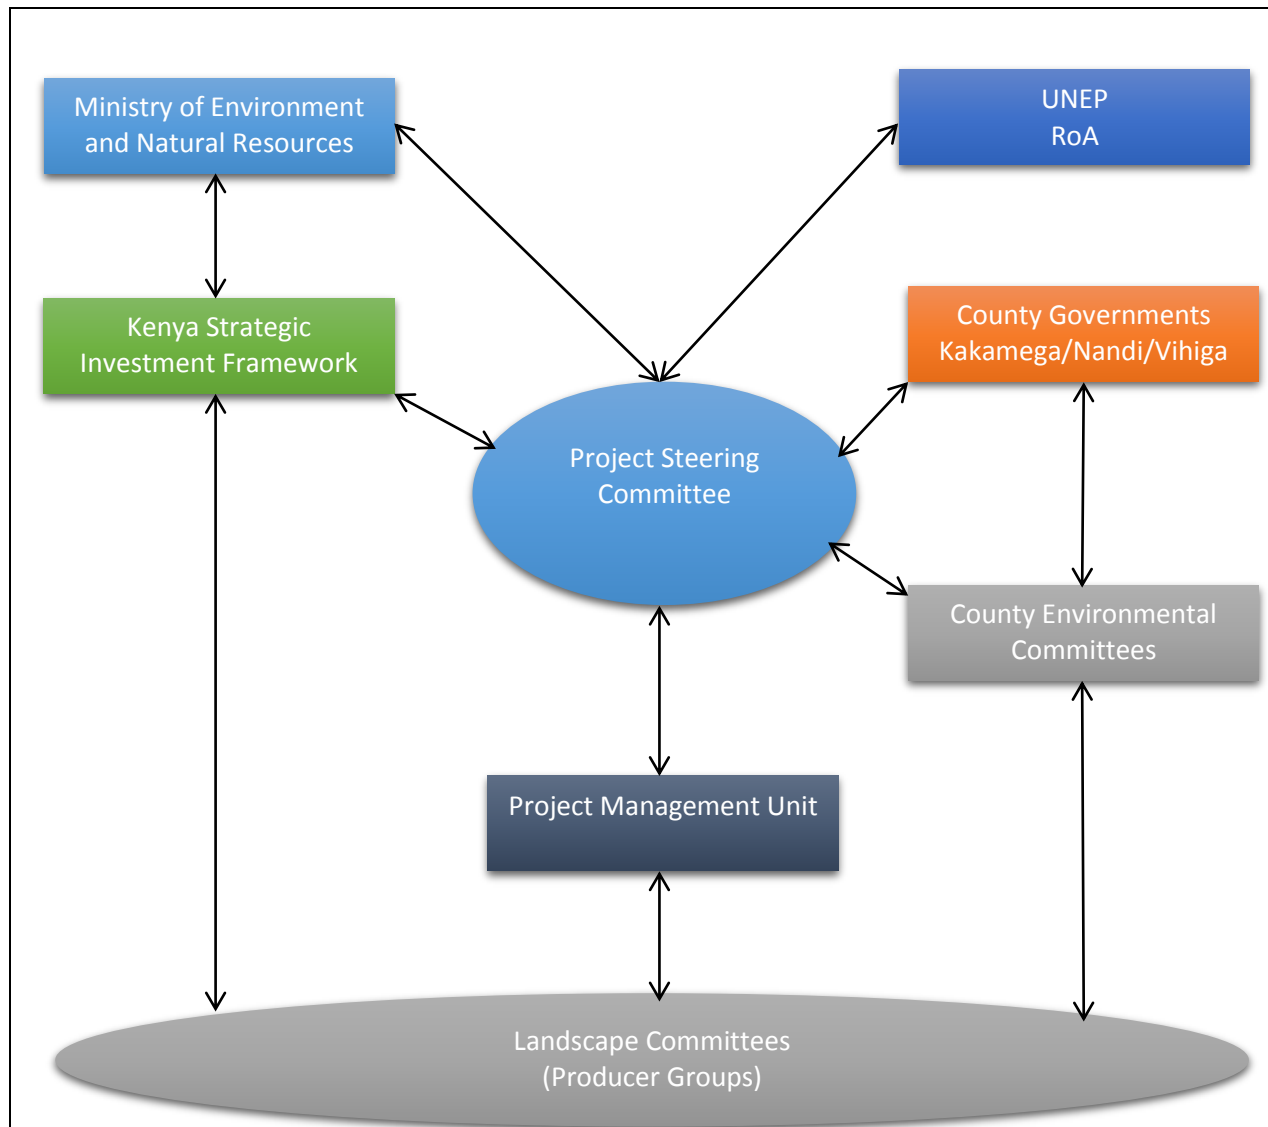 Ministry of Environment
and Natural Resources
UNEP
RoA
Kenya Strategic
Investment Framework
County Governments
Kakamega/Nandi/Vihiga
Project Steering
Committee
County Environmental
Committees
Project Management Unit
Landscape Committees
(Producer Groups)